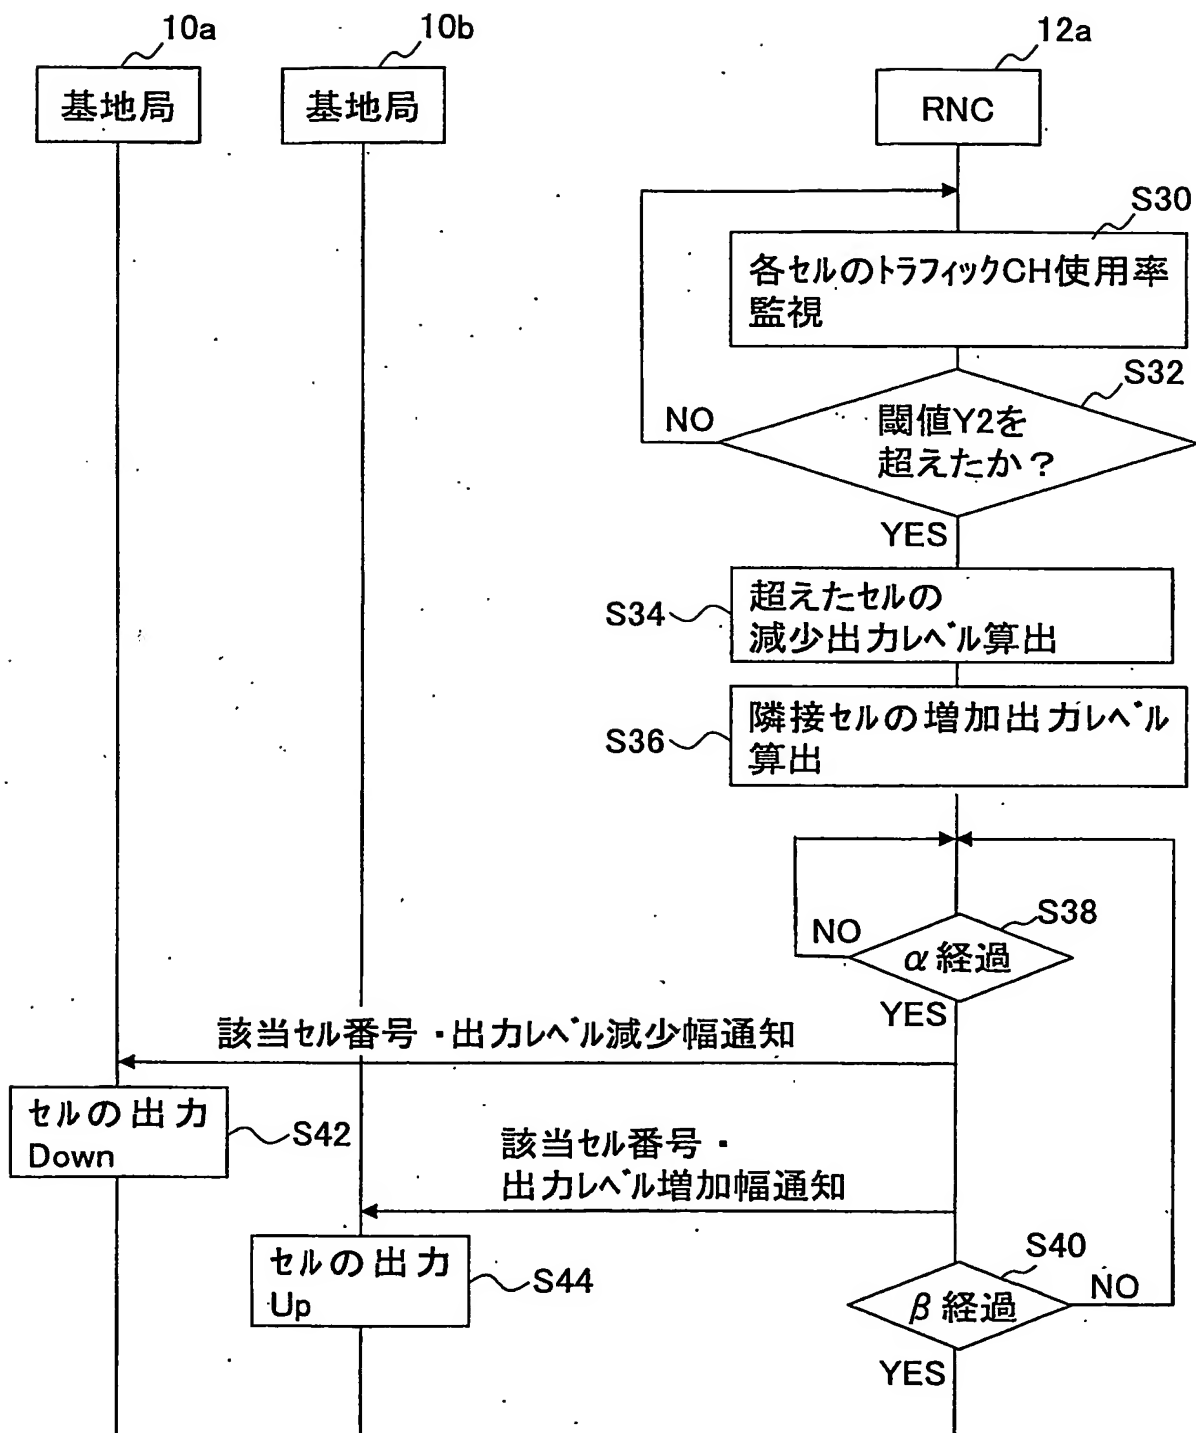 10a
10b
12a
基地局
基地局
RNC
S30
各セルのトラフィックCH使用率
監視
S32
NO
閾値Y2を
超えたか？
YES
S34
超えたセルの
減少出力レベル算出
S36
隣接セルの増加出力レベル
算出
NO
S38
α経過
YES
該当セル番号・出力レベル減少幅通知
セルの出力
Down
S42
該当セル番号・
出力レベル増加幅通知
セルの出力
Up
S44
S40
β経過
NO
YES